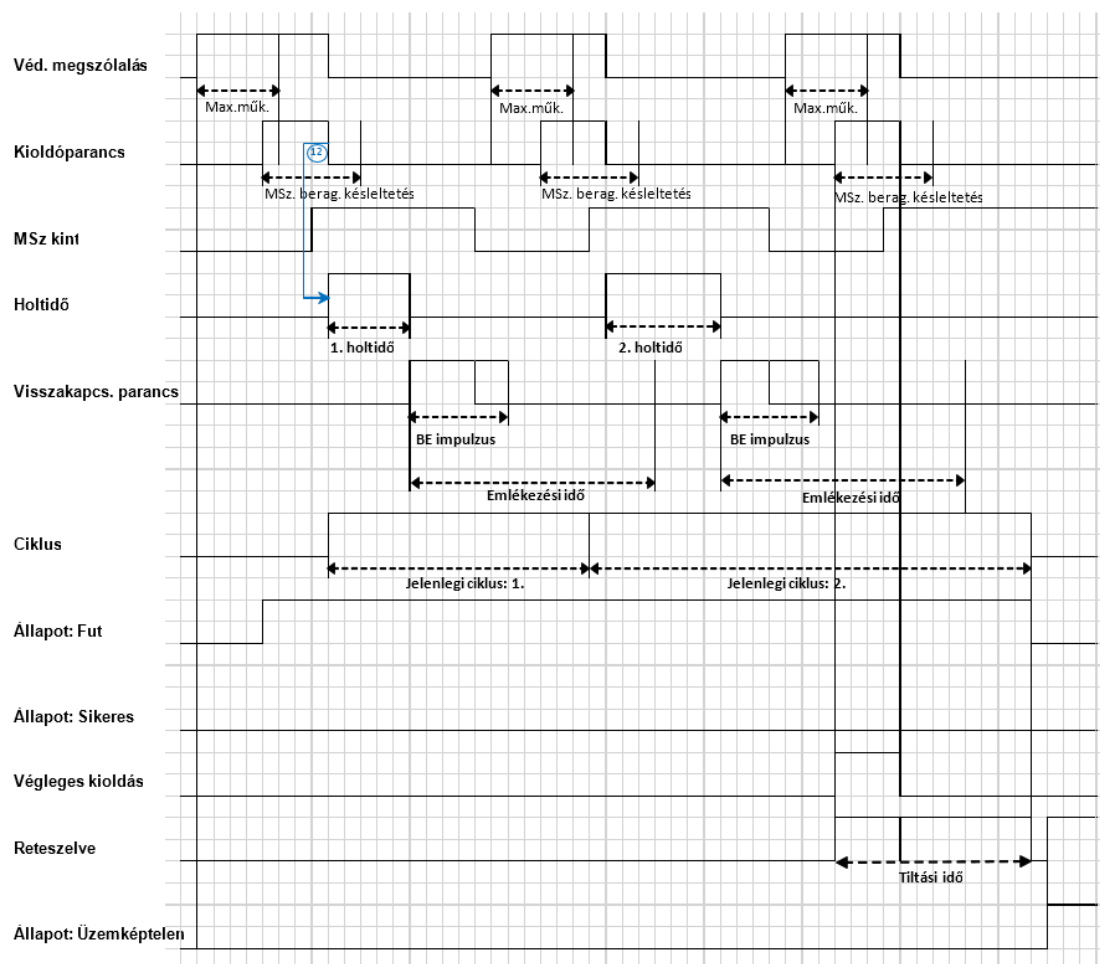 Véd. megszólalás
Max.műk.
Max.műk.
Max.műk.
Kioldóparancs
12
MSz. berag. késleltetés
MSz. berag. késleltetés
MSz. berag. késleltetés
MSz kint
Holtidő
1. holtidő
2. holtidő
Visszakapcs. parancs
BE impulzus
BE impulzus
Emlékezési idő
Emlékezési idő
Ciklus
Jelenlegi ciklus: 1.
Jelenlegi ciklus: 2.
Állapot: Fut
Állapot: Sikeres
Végleges kioldás
Reteszelve
Tiltási idő
Állapot: Üzemképtelen